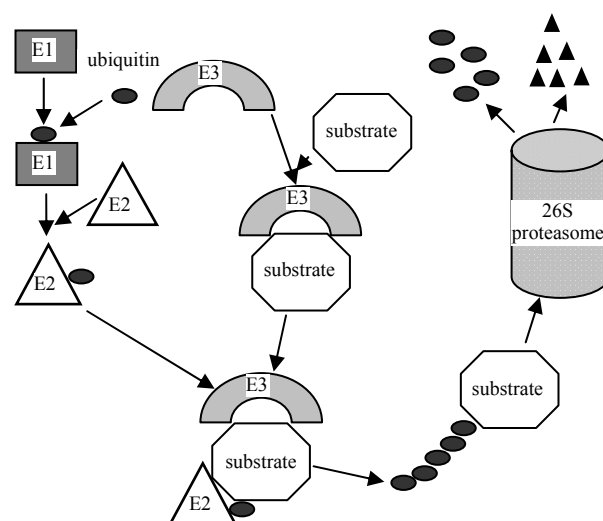 E1
ubiquitin
E3
substrate
E1
E2
E3
26S
proteasome
substrate
E2
E3
substrate
substrate
E2